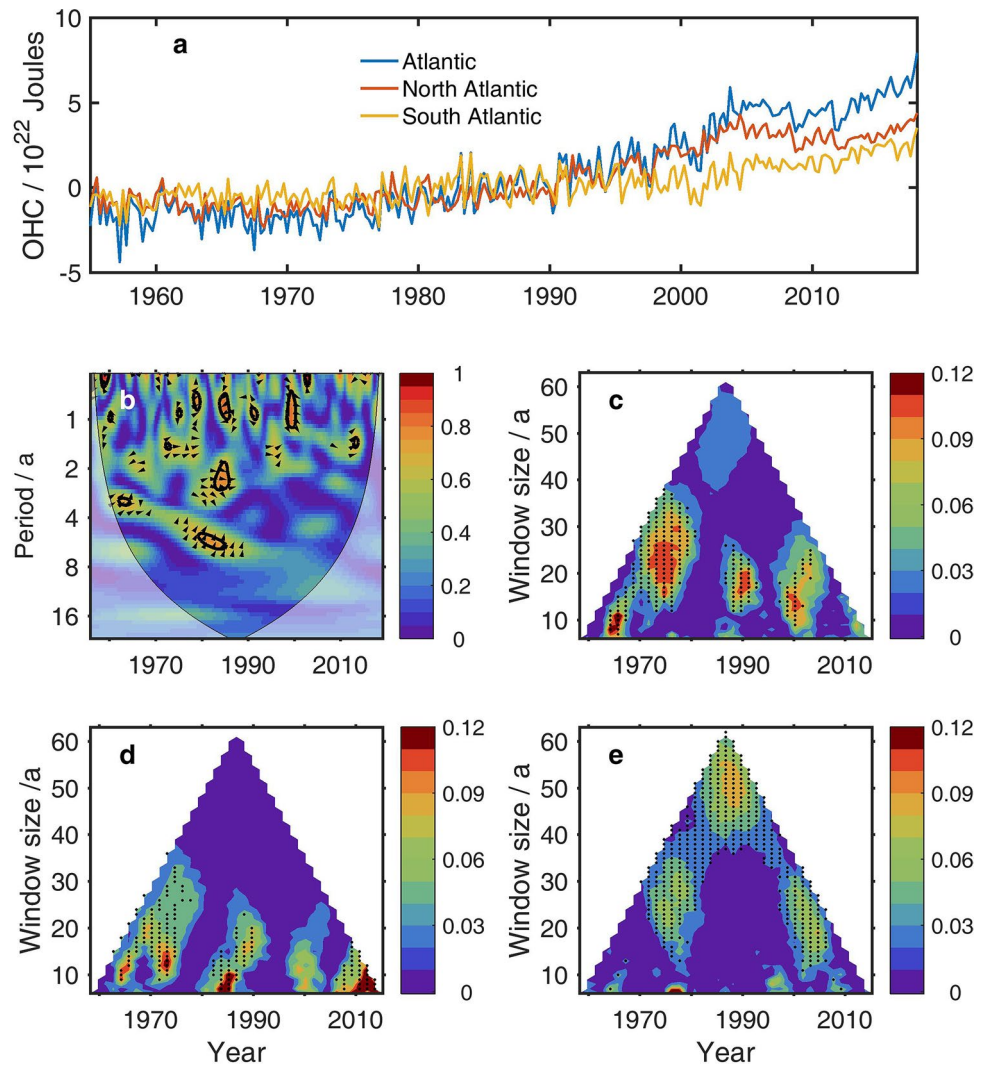 a
10
5
0
-5
OHC / 10²² Joules
Atlantic
North Atlantic
South Atlantic
1960 1970 1980 1990 2000 2010
b
1
2
4
8
16
Period / a
1970 1990 2010
1
0.8
0.6
0.4
0.2
0
c
60
50
40
30
20
10
Window size / a
1970 1990 2010
0.12
0.09
0.06
0.03
0
d
60
50
40
30
20
10
Window size /a
1970 1990 2010
Year
0.12
0.09
0.06
0.03
0
e
60
50
40
30
20
10
Window size / a
1970 1990 2010
Year
0.12
0.09
0.06
0.03
0